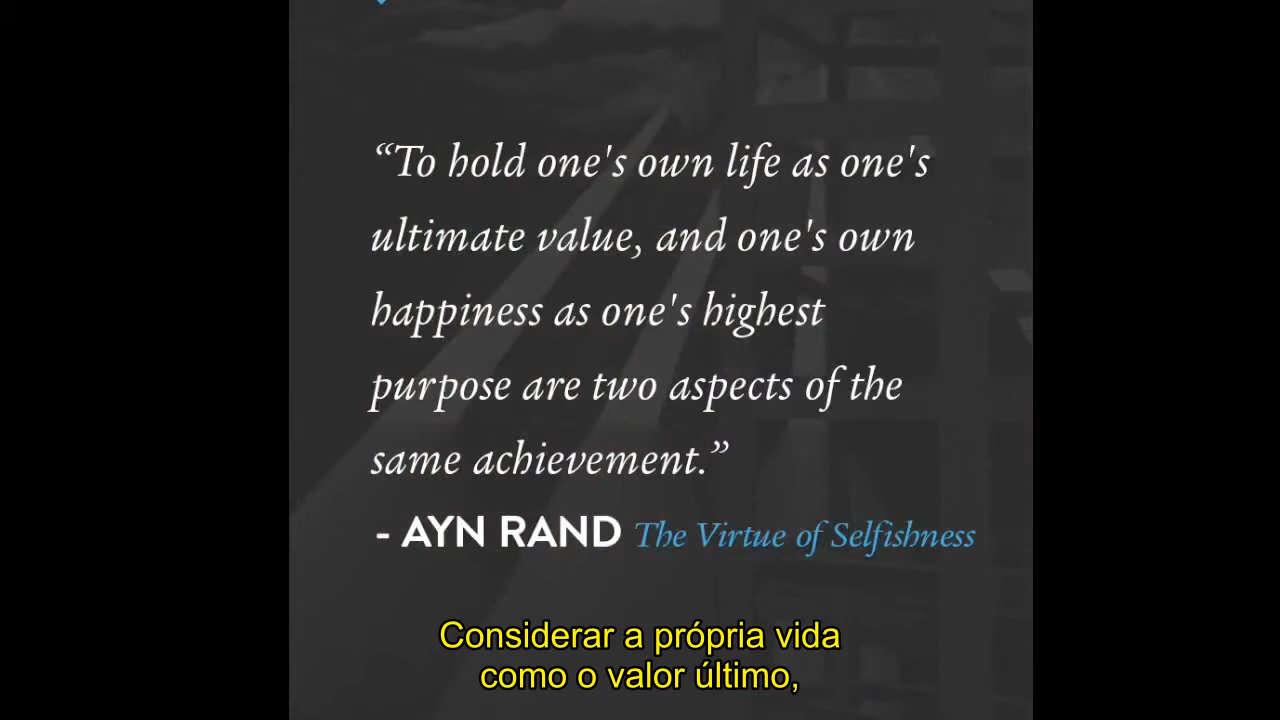 “To hold one's own life as one's
ultimate value, and one's own
happiness as one's highest
purpose are two aspects of the
same achievement.”
- AYN RAND The Virtue of Selfishness
Considerar a própria vida
como o valor último,